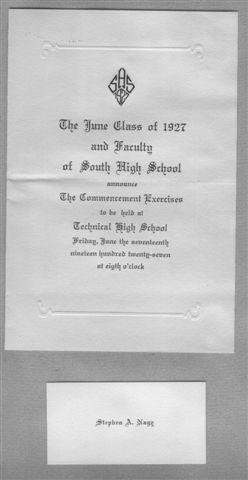 The June Class of 1927
and Faculty
of South High School
announce
The Commencement Exercises
to be held at
Technical High School
Friday, June the seventeenth
nineteen hundred twenty-seven
at eigth o'clock
Stephen A. Nagy